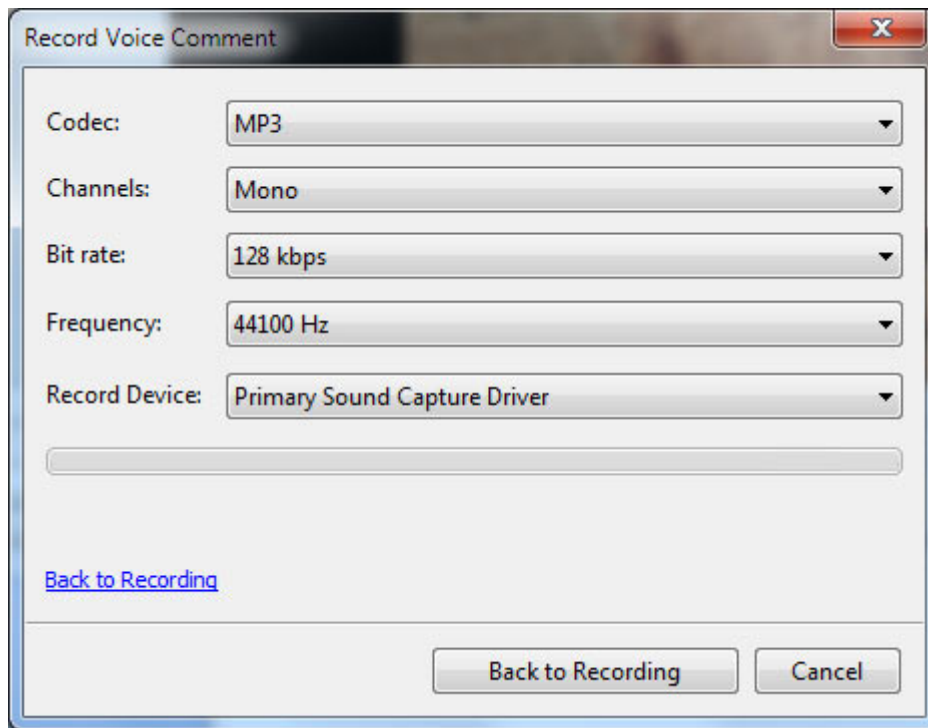 Record Voice Comment
Codec: MP3
Channels: Mono
Bit rate: 128 kbps
Frequency: 44100 Hz
Record Device: Primary Sound Capture Driver
Back to Recording
Back to Recording Cancel